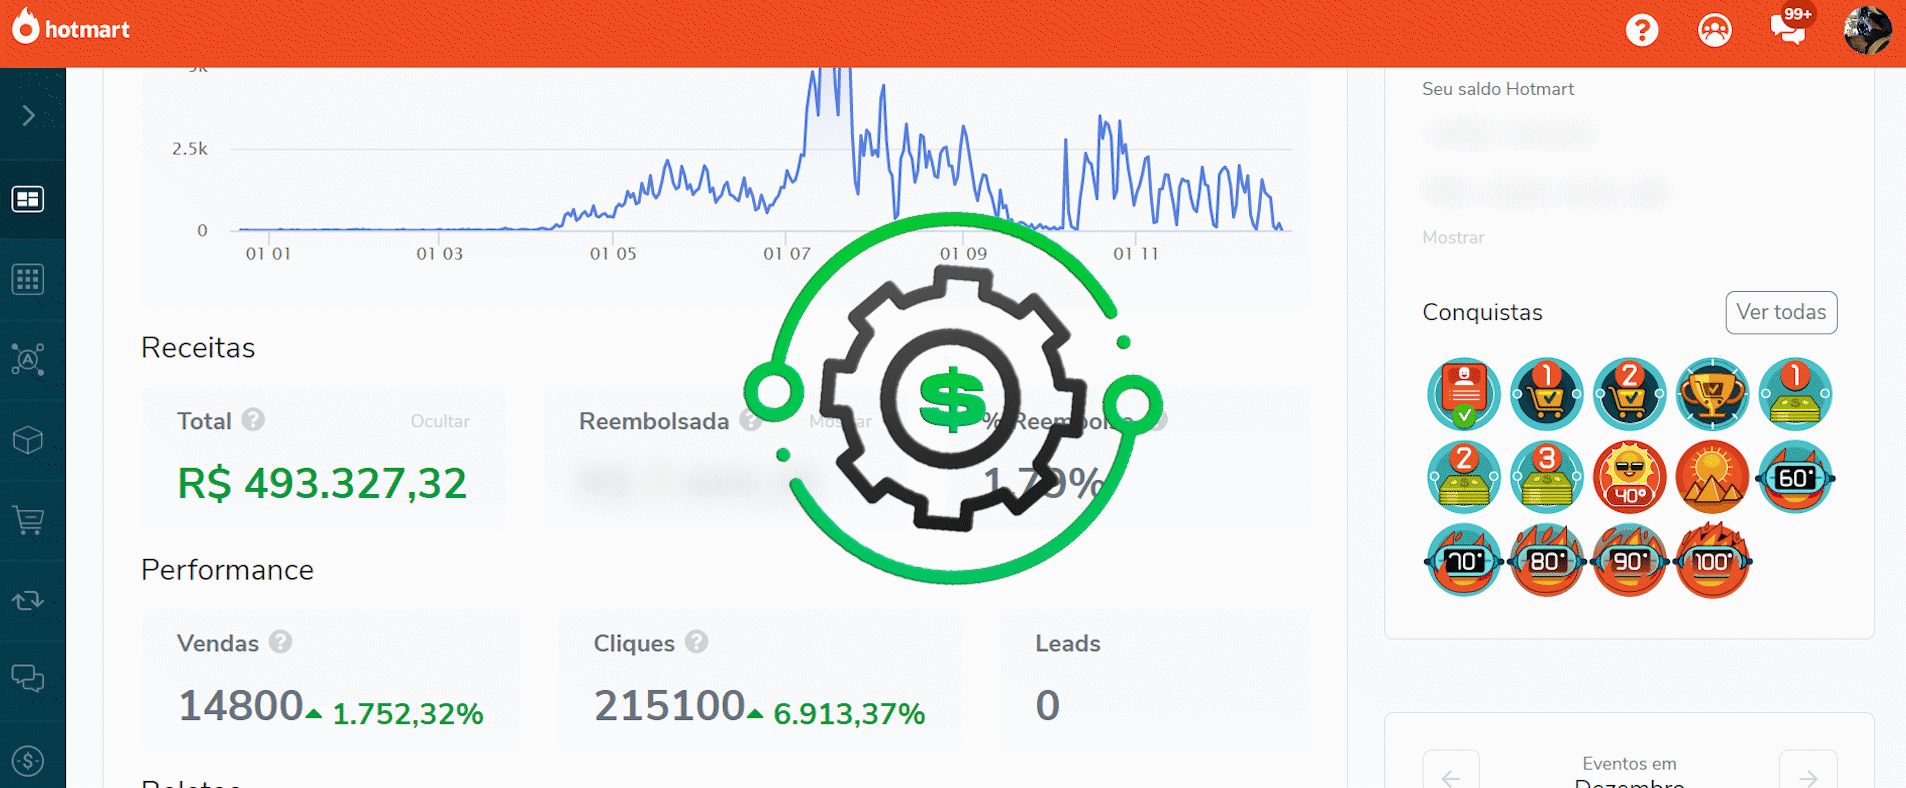 hotmart
99+
5k
2.5k
0
01 01
01 03
01 05
01 07
01 09
01 11
Receitas
Total
Ocultar
R$ 493.327,32
Reembolsada
% Reembolso
1,79%
Performance
Vendas
14800 1.752,32%
Cliques
215100 6.913,37%
Leads
0
Seu saldo Hotmart
Mostrar
Conquistas
Ver todas
1
2
1
2
3
40°
60°
70°
80°
90°
100°
Eventos em
Dezembro